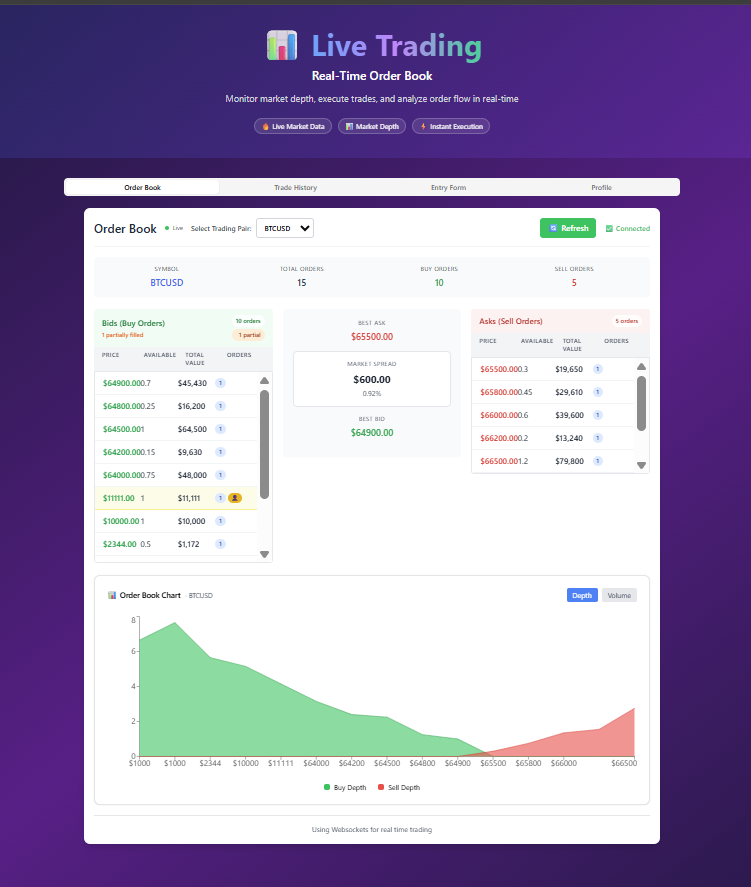 Live Trading
Real-Time Order Book
Monitor market depth, execute trades, and analyze order flow in real-time
Live Market Data Market Depth Instant Execution
Order Book Trade History Entry Form Profile
Order Book Live Select Trading Pair: BTCUSD Refresh Connected
SYMBOL TOTAL ORDERS BUY ORDERS SELL ORDERS
BTCUSD 15 10 5
Bids (Buy Orders) 10 orders
1 partially filled 1 partial
PRICE AVAILABLE TOTAL VALUE ORDERS
$64900.00 0.7 $45,430 1
$64800.00 0.25 $16,200 1
$64500.00 1 $64,500 1
$64200.00 0.15 $9,630 1
$64000.00 0.75 $48,000 1
$11111.00 1 $11,111 1
$10000.00 1 $10,000 1
$2344.00 0.5 $1,172 1
BEST ASK
$65500.00
MARKET SPREAD
$600.00
0.92%
BEST BID
$64900.00
Asks (Sell Orders) 5 orders
PRICE AVAILABLE TOTAL VALUE ORDERS
$65500.00 0.3 $19,650 1
$65800.00 0.45 $29,610 1
$66000.00 0.6 $39,600 1
$66200.00 0.2 $13,240 1
$66500.00 1.2 $79,800 1
Order Book Chart · BTCUSD Depth Volume
8
6
4
2
0
$1000 $1000 $2344 $10000 $11111 $64000 $64200 $64500 $64800 $64900 $65500 $65800 $66000 $66500
Buy Depth Sell Depth
Using Websockets for real time trading